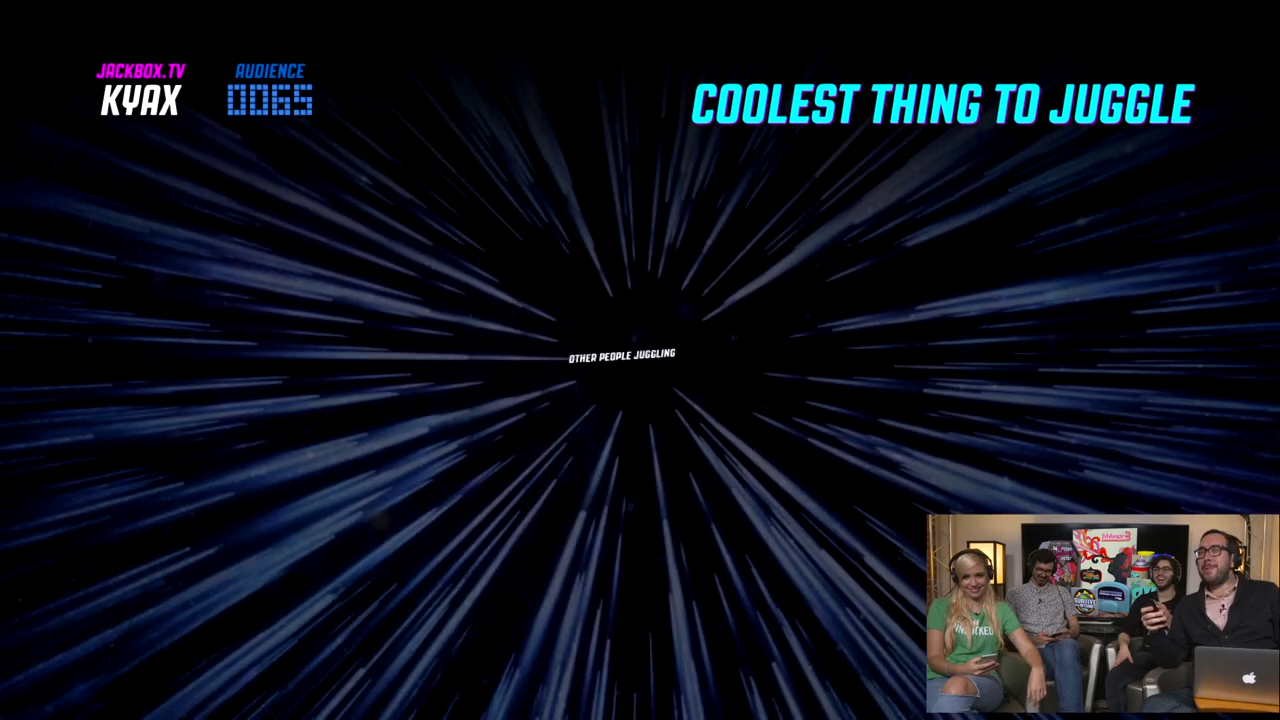 JACKBOX.TV
KYAX
AUDIENCE
0065
COOLEST THING TO JUGGLE
OTHER PEOPLE JUGGLING